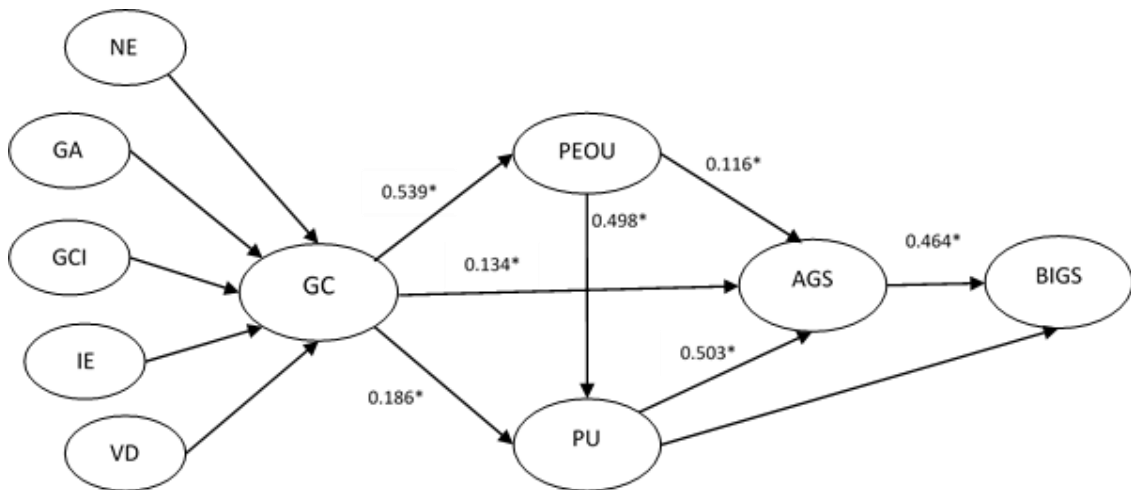 NE
GA
PEOU
0.116*
0.539*
0.498*
GCI
0.464*
0.134*
GC
AGS
BIGS
IE
0.503*
0.186*
PU
VD